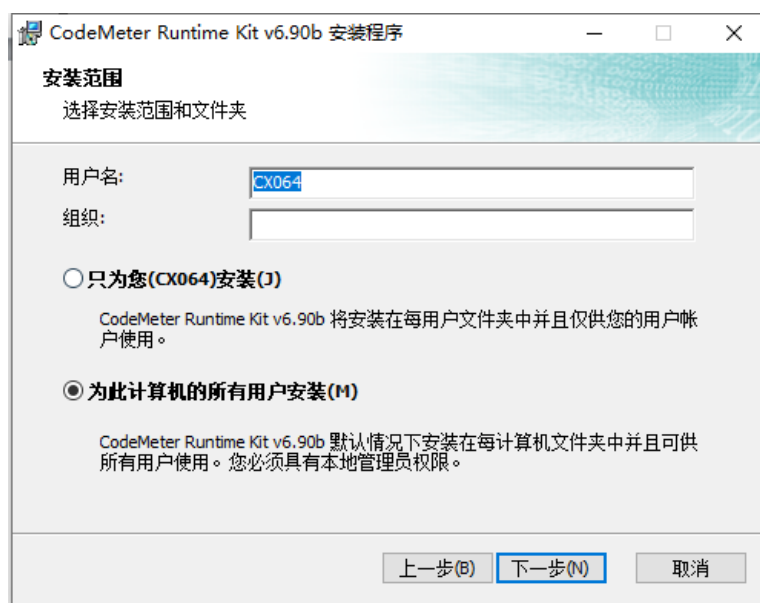 CodeMeter Runtime Kit v6.90b 安装程序
安装范围
选择安装范围和文件夹
用户名:
CX064
组织:
只为您(CX064)安装(J)
CodeMeter Runtime Kit v6.90b 将安装在每用户文件夹中并且仅供您的用户帐
户使用。
为此计算机的所有用户安装(M)
CodeMeter Runtime Kit v6.90b 默认情况下安装在每计算机文件夹中并且可供
所有用户使用。您必须具有本地管理员权限。
上一步(B) 下一步(N) 取消